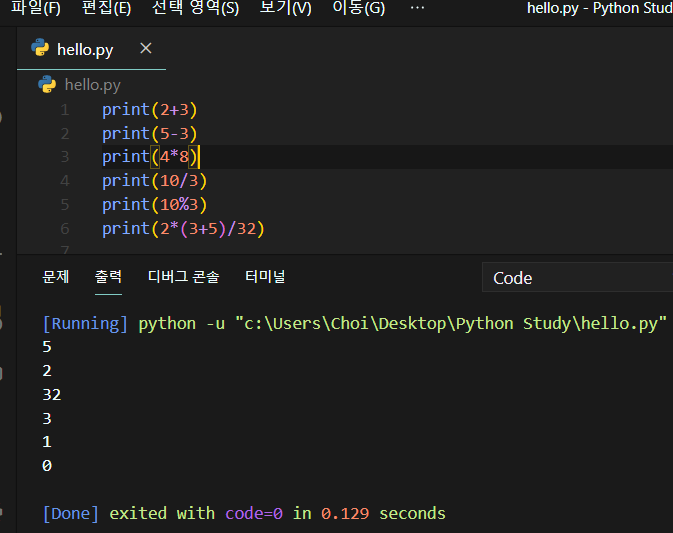 파일(F) 편집(E) 선택 영역(S) 보기(V) 이동(G) ··· hello.py - Python Stud
hello.py ×
hello.py
1 print(2+3)
2 print(5-3)
3 print(4*8)
4 print(10/3)
5 print(10%3)
6 print(2*(3+5)/32)
7
문제 출력 디버그 콘솔 터미널 Code
[Running] python -u "c:\Users\Choi\Desktop\Python Study\hello.py"
5
2
32
3
1
0
[Done] exited with code=0 in 0.129 seconds